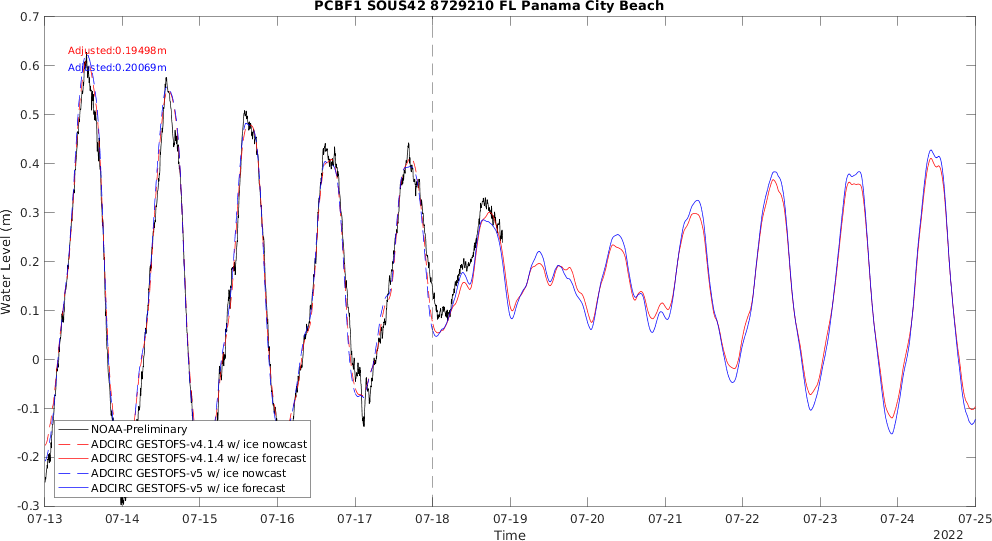 PCBF1 SOUS42 8729210 FL Panama City Beach
Adjusted:0.19498m
Adjusted:0.20069m
Water Level (m)
0.7
0.6
0.5
0.4
0.3
0.2
0.1
0
-0.1
-0.2
-0.3
NOAA-Preliminary
ADCIRC GESTOFS-v4.1.4 w/ ice nowcast
ADCIRC GESTOFS-v4.1.4 w/ ice forecast
ADCIRC GESTOFS-v5 w/ ice nowcast
ADCIRC GESTOFS-v5 w/ ice forecast
07-13 07-14 07-15 07-16 07-17 07-18 07-19 07-20 07-21 07-22 07-23 07-24 07-25
Time
2022